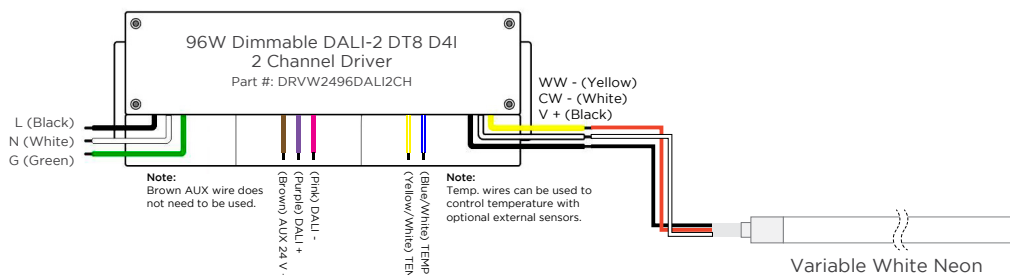 96W Dimmable DALI-2 DT8 D4I
2 Channel Driver
Part #: DRVW2496DALI2CH
WW - (Yellow)
CW - (White)
V + (Black)
L (Black)
N (White)
G (Green)
Note:
Brown AUX wire does
not need to be used.
(Brown) AUX 24 V
(Purple) DALI +
(Pink) DALI -
(Yellow/White)
(Blue/White) TEMP
Note:
Temp. wires can be used to
control temperature with
optional external sensors.
Variable White Neon